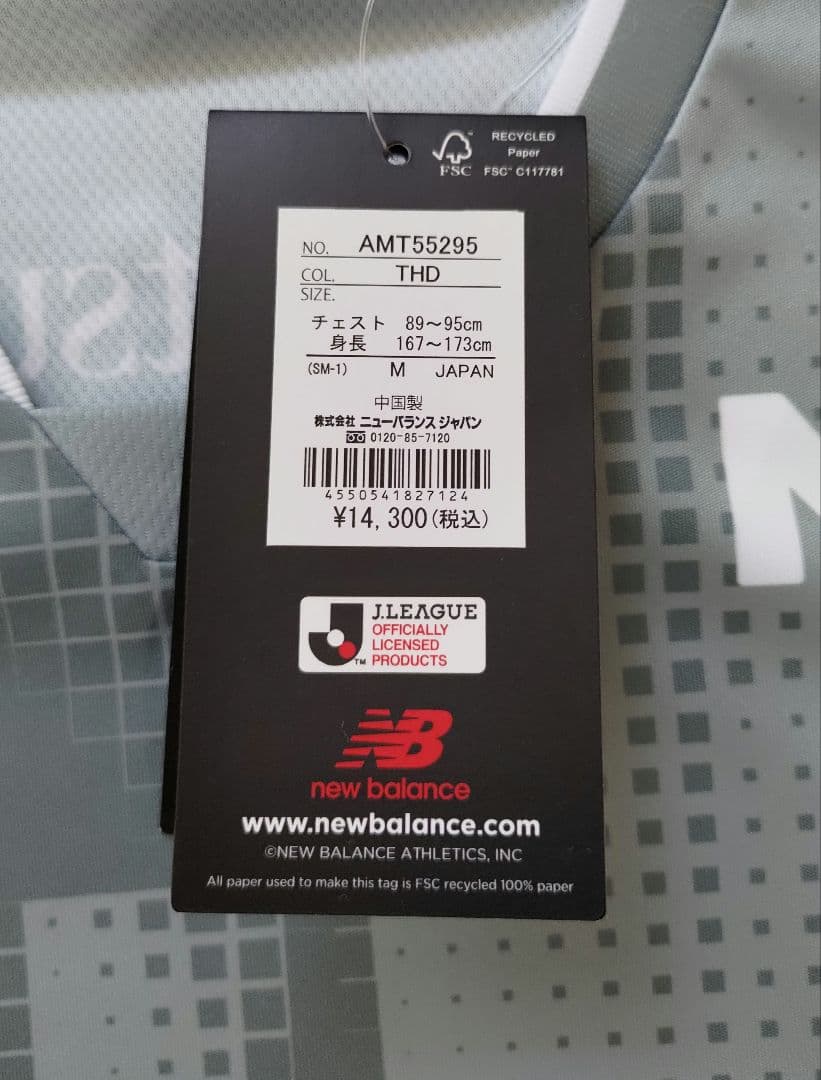 RECYCLED
Paper
FSC™ C117781
FSC
NO. AMT55295
COL. THD
SIZE.
チェスト 89～95cm
身長 167～173cm
(SM-1) M JAPAN
中国製
株式会社 ニューバランス ジャパン
0120-85-7120
4550541827124
¥14,300(税込)
J.LEAGUE
OFFICIALLY
LICENSED
™ PRODUCTS
NB
new balance
www.newbalance.com
©NEW BALANCE ATHLETICS, INC
All paper used to make this tag is FSC recycled 100% paper